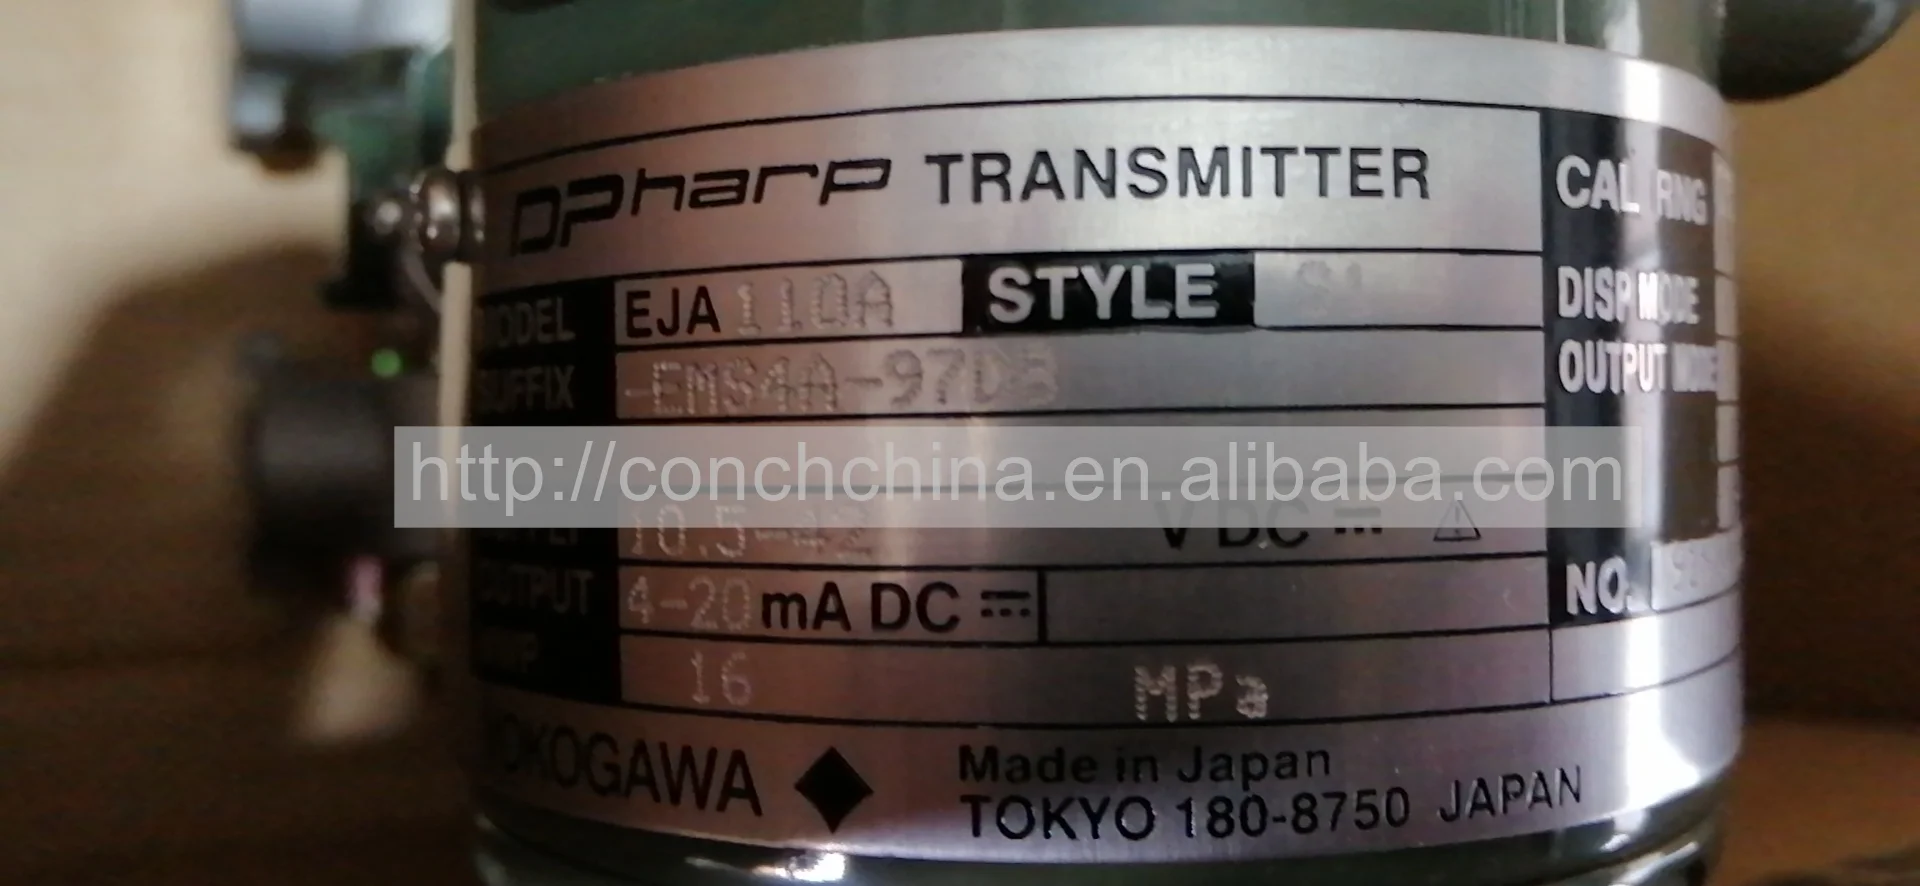 DPharp TRANSMITTER
CAL RNG
MODEL EJA 110A STYLE S1
DISP MODE
SUFFIX -EMS4A-97DB
OUTPUT MODE
http://conchchina.en.alibaba.com
10.5-42 V DC
OUTPUT 4-20 mA DC
NO.
16 MPa
YOKOGAWA
Made in Japan
TOKYO 180-8750 JAPAN